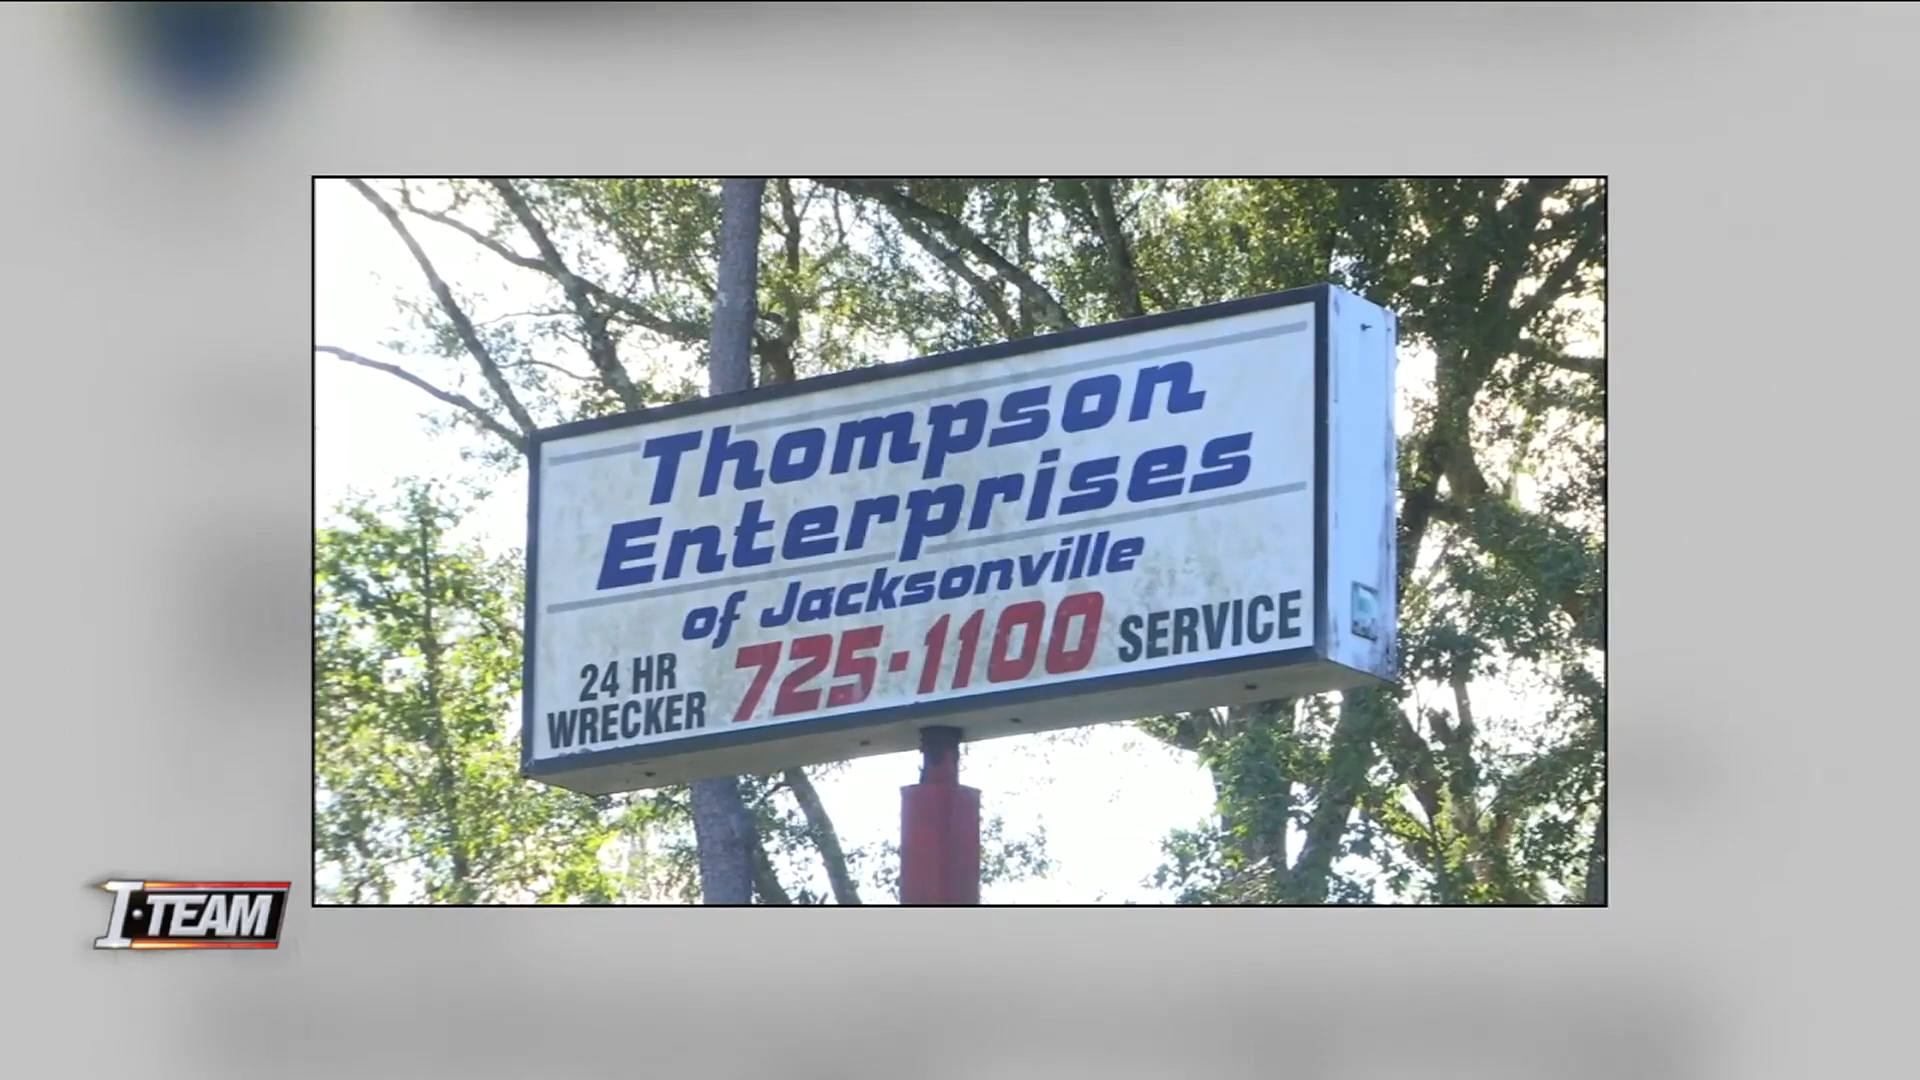 Thompson
Enterprises
of Jacksonville
24 HR
WRECKER
725-1100
SERVICE
I·TEAM